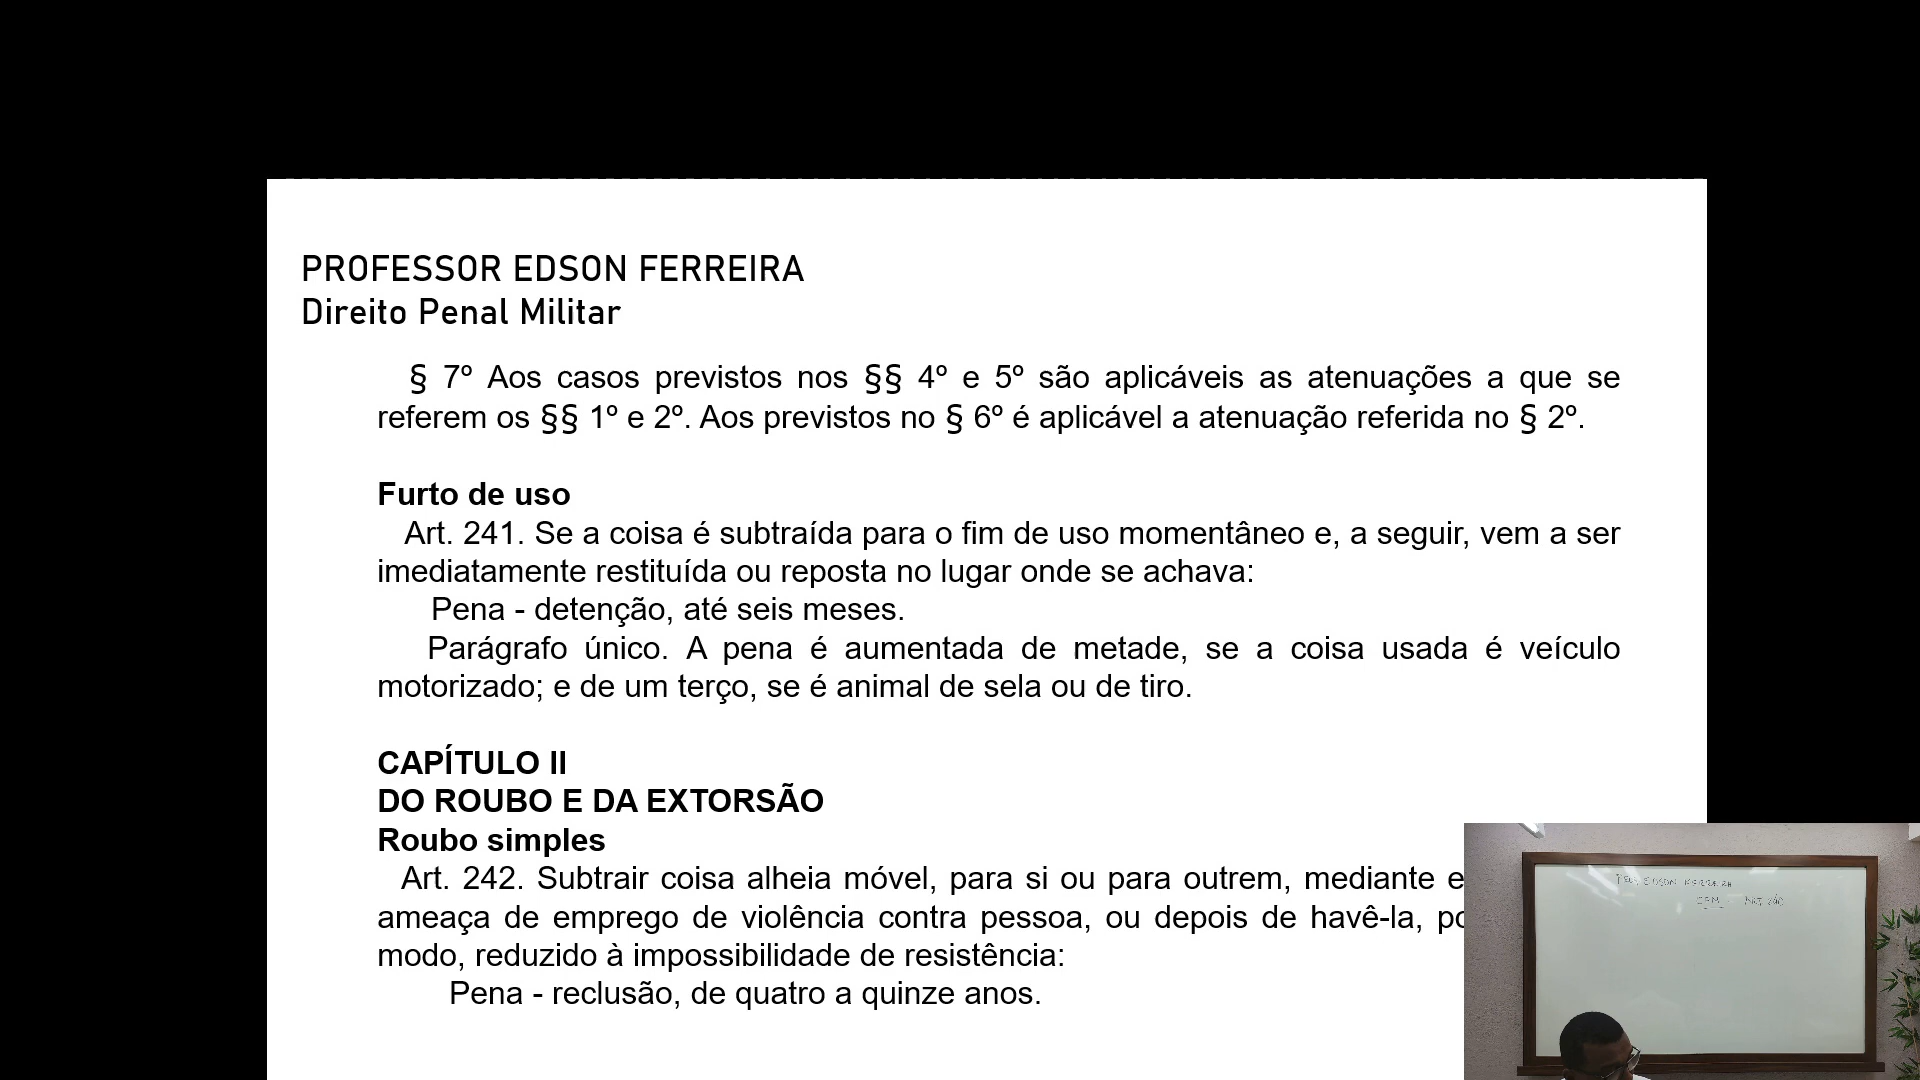 PROFESSOR EDSON FERREIRA
Direito Penal Militar
§ 7º Aos casos previstos nos §§ 4º e 5º são aplicáveis as atenuações a que se
referem os §§ 1º e 2º. Aos previstos no § 6º é aplicável a atenuação referida no § 2º.
Furto de uso
Art. 241. Se a coisa é subtraída para o fim de uso momentâneo e, a seguir, vem a ser
imediatamente restituída ou reposta no lugar onde se achava:
Pena - detenção, até seis meses.
Parágrafo único. A pena é aumentada de metade, se a coisa usada é veículo
motorizado; e de um terço, se é animal de sela ou de tiro.
CAPÍTULO II
DO ROUBO E DA EXTORSÃO
Roubo simples
Art. 242. Subtrair coisa alheia móvel, para si ou para outrem, mediante
ameaça de emprego de violência contra pessoa, ou depois de havê-la,
modo, reduzido à impossibilidade de resistência:
Pena - reclusão, de quatro a quinze anos.
EDSON FERREIRA
CPM ART 240